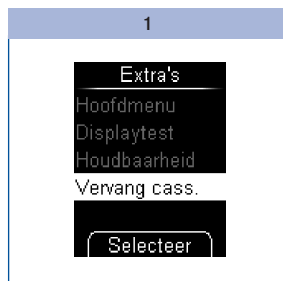 1
Extra's
Hoofdmenu
Displaytest
Houdbaarheid
Vervang cass.
Selecteer